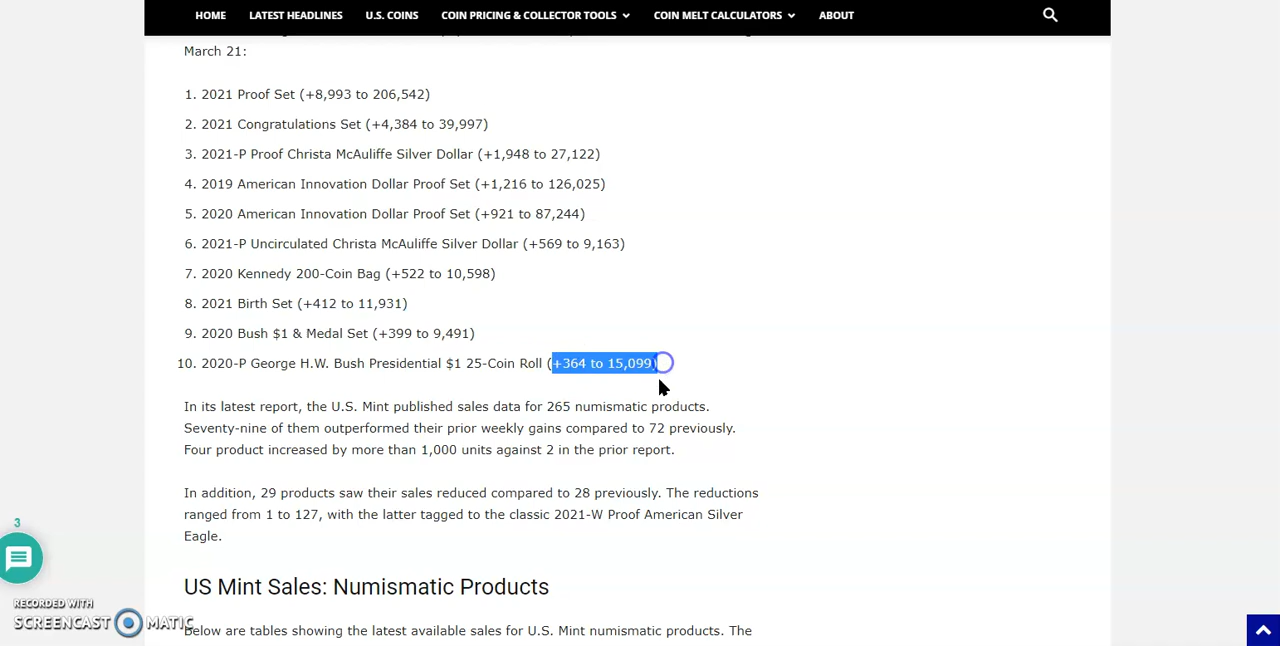 HOME LATEST HEADLINES U.S. COINS COIN PRICING & COLLECTOR TOOLS COIN MELT CALCULATORS ABOUT
March 21:
1. 2021 Proof Set (+8,993 to 206,542)
2. 2021 Congratulations Set (+4,384 to 39,997)
3. 2021-P Proof Christa McAuliffe Silver Dollar (+1,948 to 27,122)
4. 2019 American Innovation Dollar Proof Set (+1,216 to 126,025)
5. 2020 American Innovation Dollar Proof Set (+921 to 87,244)
6. 2021-P Uncirculated Christa McAuliffe Silver Dollar (+569 to 9,163)
7. 2020 Kennedy 200-Coin Bag (+522 to 10,598)
8. 2021 Birth Set (+412 to 11,931)
9. 2020 Bush $1 & Medal Set (+399 to 9,491)
10. 2020-P George H.W. Bush Presidential $1 25-Coin Roll (+364 to 15,099)
In its latest report, the U.S. Mint published sales data for 265 numismatic products.
Seventy-nine of them outperformed their prior weekly gains compared to 72 previously.
Four product increased by more than 1,000 units against 2 in the prior report.
In addition, 29 products saw their sales reduced compared to 28 previously. The reductions
ranged from 1 to 127, with the latter tagged to the classic 2021-W Proof American Silver
Eagle.
3
US Mint Sales: Numismatic Products
RECORDED WITH
SCREENCAST MATIC
Below are tables showing the latest available sales for U.S. Mint numismatic products. The